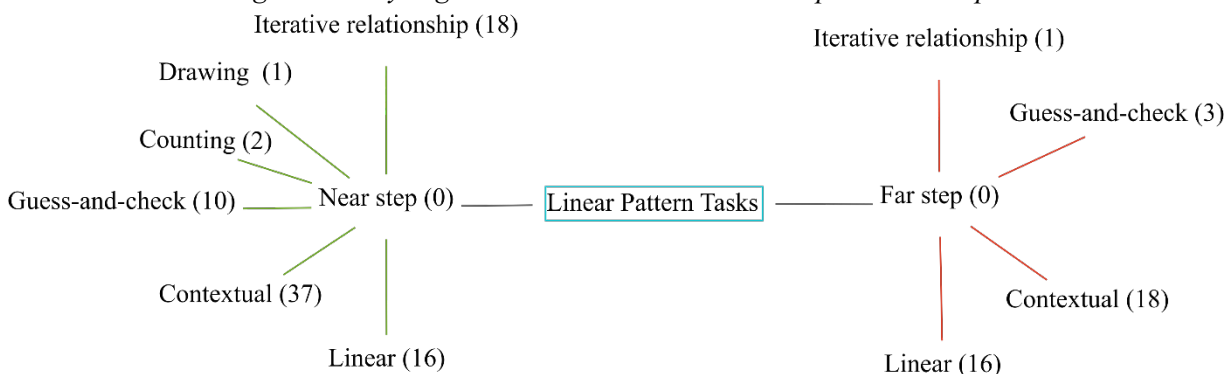 Iterative relationship (18)
Iterative relationship (1)
Drawing (1)
Guess-and-check (3)
Counting (2)
Guess-and-check (10)
Near step (0)
Linear Pattern Tasks
Far step (0)
Contextual (37)
Contextual (18)
Linear (16)
Linear (16)